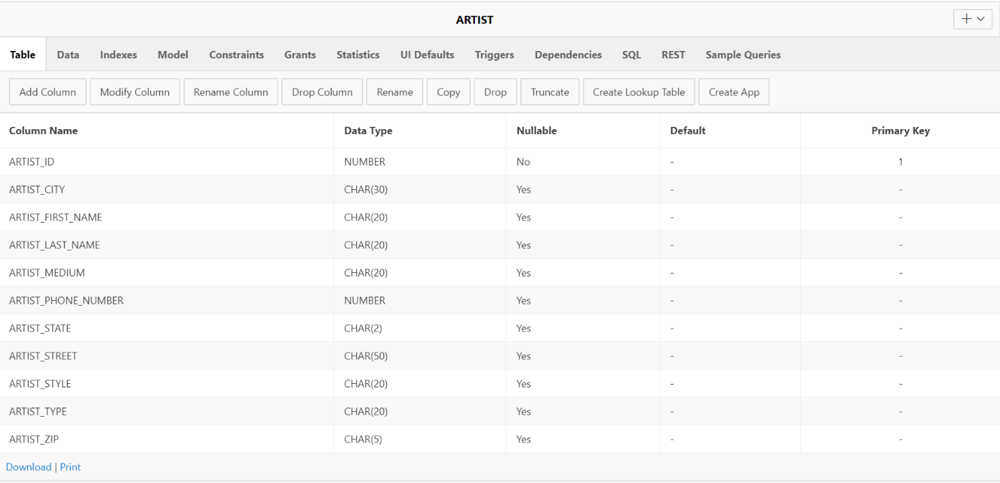 ARTIST
Table Data Indexes Model Constraints Grants Statistics UI Defaults Triggers Dependencies SQL REST Sample Queries
Add Column Modify Column Rename Column Drop Column Rename Copy Drop Truncate Create Lookup Table Create App
Column Name Data Type Nullable Default Primary Key
ARTIST_ID NUMBER No - 1
ARTIST_CITY CHAR(30) Yes - -
ARTIST_FIRST_NAME CHAR(20) Yes - -
ARTIST_LAST_NAME CHAR(20) Yes - -
ARTIST_MEDIUM CHAR(20) Yes - -
ARTIST_PHONE_NUMBER NUMBER Yes - -
ARTIST_STATE CHAR(2) Yes - -
ARTIST_STREET CHAR(50) Yes - -
ARTIST_STYLE CHAR(20) Yes - -
ARTIST_TYPE CHAR(20) Yes - -
ARTIST_ZIP CHAR(5) Yes - -
Download | Print